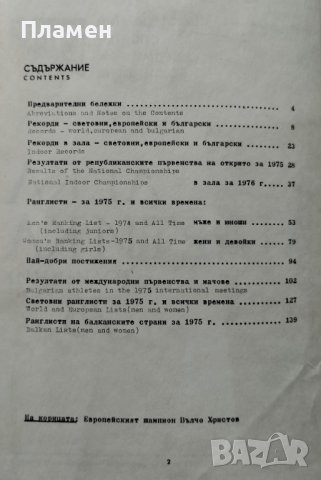 Пламен
СЪДЪРЖАНИЕ
CONTENTS
Предварителни бележки 4
Abreviations and Notes on the Contents
Рекорди - световни,европейски и български 8
Records - world,european and bulgarian
Рекорди в зала - световни,европейски и български 23
Indoor Records
Резултати от републиканските първенства на открито за 1975 28
Results of the National Championships
National Indoor Championships в зала за 1976 г. 37
Ранглисти - за 1975 г. и всички времена:
Men's Ranking List - 1974 and All Time мъже и юноши 53
(including juniors)
Women's Ranking Lists-1975 and All Time жени и девойки 79
(including girls)
Най-добри постижения 94
Резултати от международни първенства и мачове 102
Bulgarian athletes in the 1975 international meetings
Световни ранглисти за 1975 г. и всички времена 127
World and European Lists(men and women)
Ранглисти на балканските страни за 1975 г. 139
Balkan Lists(men and women)
На корицата: Европейският шампион Вълчо Христов
2
BAZAR